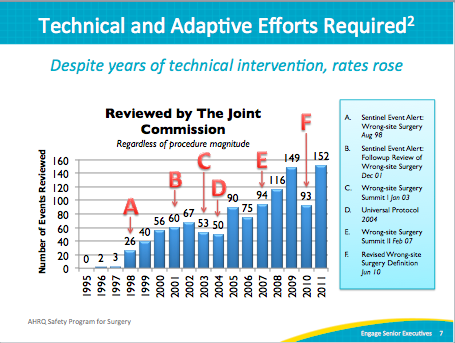 Technical and Adaptive Efforts Required²
Despite years of technical intervention, rates rose
Reviewed by The Joint
Commission
Regardless of procedure magnitude
Number of Events Reviewed
160
140
120
100
80
60
40
20
0
0 2 3 26 40 56 60 67 53 50 90 75 94 116 149 93 152
A B C D E F
1995 1996 1997 1998 1999 2000 2001 2002 2003 2004 2005 2006 2007 2008 2009 2010 2011
A. Sentinel Event Alert:
Wrong-site Surgery
Aug 98
B. Sentinel Event Alert:
Followup Review of
Wrong-site Surgery
Dec 01
C. Wrong-site Surgery
Summit I Jan 03
D. Universal Protocol
2004
E. Wrong-site Surgery
Summit II Feb 07
F. Revised Wrong-site
Surgery Definition
Jun 10
AHRQ Safety Program for Surgery
Engage Senior Executives 7